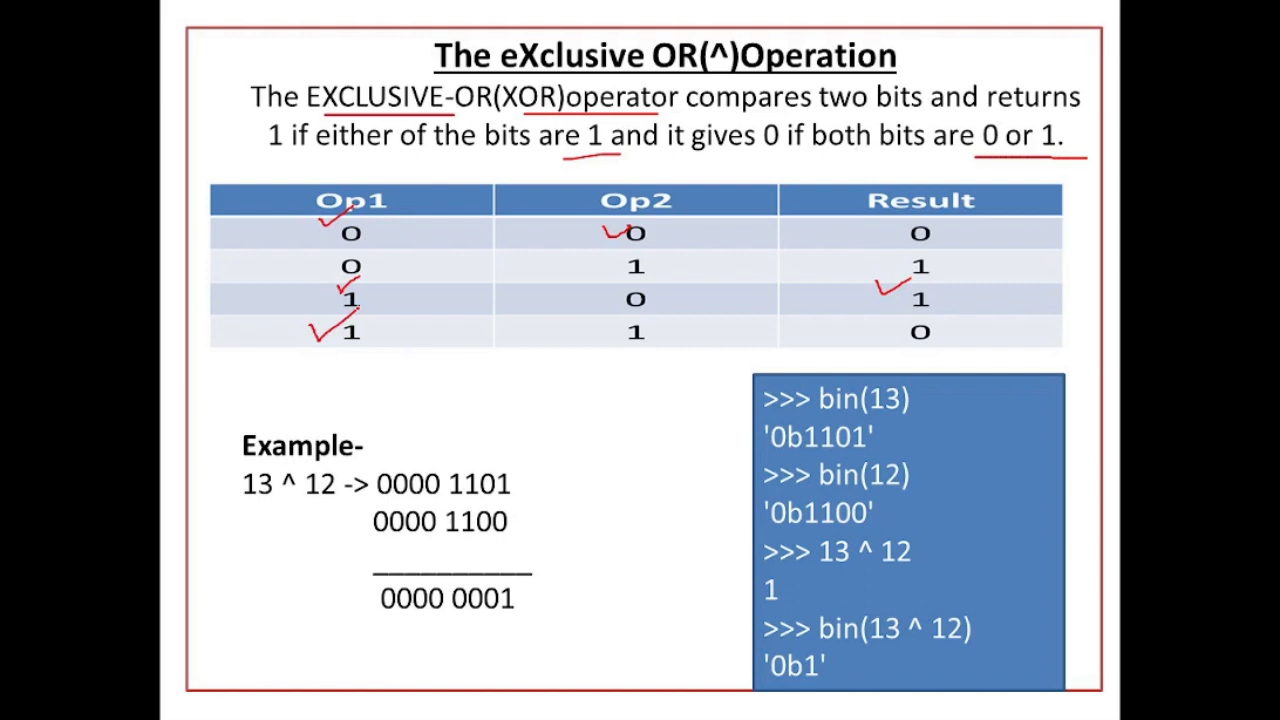 The eXclusive OR(^)Operation
The EXCLUSIVE-OR(XOR)operator compares two bits and returns
1 if either of the bits are 1 and it gives 0 if both bits are 0 or 1.
Op1 Op2 Result
0 0 0
0 1 1
1 0 1
1 1 0
Example-
13 ^ 12 -> 0000 1101
0000 1100
__________
0000 0001
>>> bin(13)
'0b1101'
>>> bin(12)
'0b1100'
>>> 13 ^ 12
1
>>> bin(13 ^ 12)
'0b1'